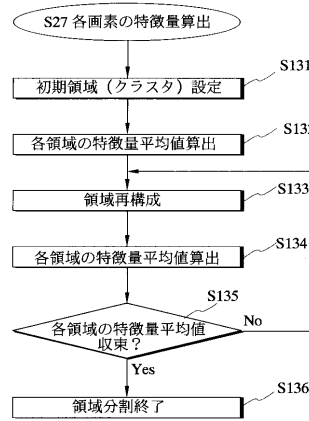 S27 各画素の特徴量算出
S131
初期領域（クラスタ）設定
S132
各領域の特徴量平均値算出
S133
領域再構成
S134
各領域の特徴量平均値算出
S135
各領域の特徴量平均値
収束？
No
Yes
S136
領域分割終了